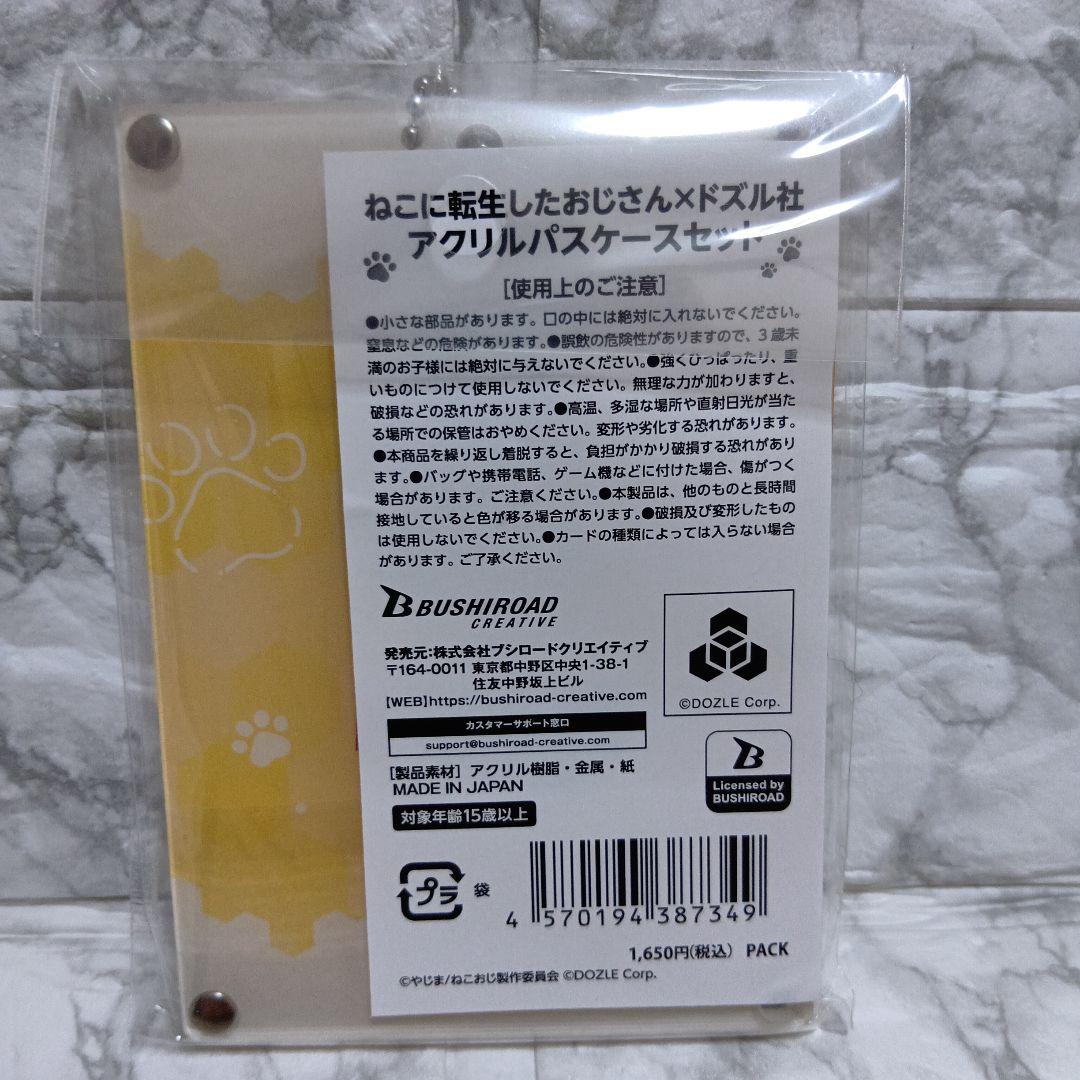 ねこに転生したおじさん×ドズル社
アクリルパスケースセット
[使用上のご注意]
●小さな部品があります。口の中には絶対に入れないでください。
窒息などの危険があります。●誤飲の危険性がありますので、3歳未
満のお子様には絶対に与えないでください。●強くひっぱったり、重
いものにつけて使用しないでください。無理な力が加わりますと、
破損などの恐れがあります。●高温、多湿な場所や直射日光が当た
る場所での保管はおやめください。変形や劣化する恐れがあります。
●本商品を繰り返し着脱すると、負担がかかり破損する恐れがあり
ます。●バッグや携帯電話、ゲーム機などに付けた場合、傷がつく
場合があります。ご注意ください。●本製品は、他のものと長時間
接地していると色が移る場合があります。●破損及び変形したもの
は使用しないでください。●カードの種類によっては入らない場合
があります。ご了承ください。
BUSHIROAD
CREATIVE
発売元:株式会社ブシロードクリエイティブ
〒164-0011 東京都中野区中央1-38-1
住友中野坂上ビル
【WEB】https://bushiroad-creative.com
カスタマーサポート窓口
support@bushiroad-creative.com
©DOZLE Corp.
Licensed by
BUSHIROAD
[製品素材] アクリル樹脂・金属・紙
MADE IN JAPAN
対象年齢15歳以上
プラ 袋
4 570194 387349
1,650円(税込) PACK
©やじま/ねこおじ製作委員会 ©DOZLE Corp.